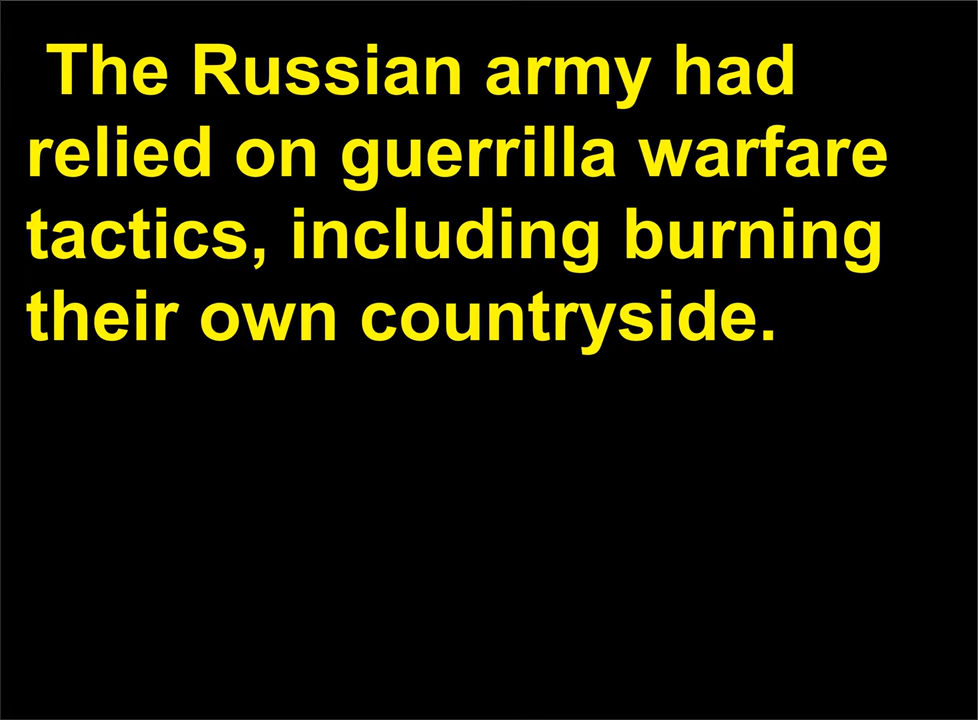 The Russian army had
relied on guerrilla warfare
tactics, including burning
their own countryside.